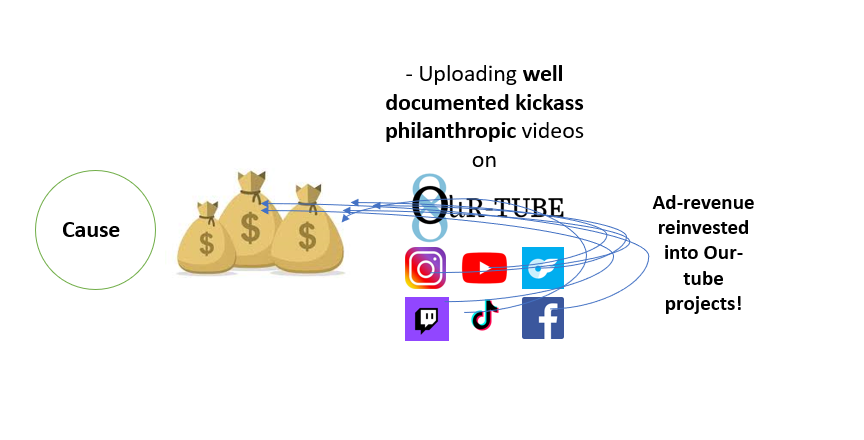 - Uploading well
documented kickass
philanthropic videos
on
OuR-TUBE
Cause
$ $ $
Ad-revenue
reinvested
into Our-
tube
projects!